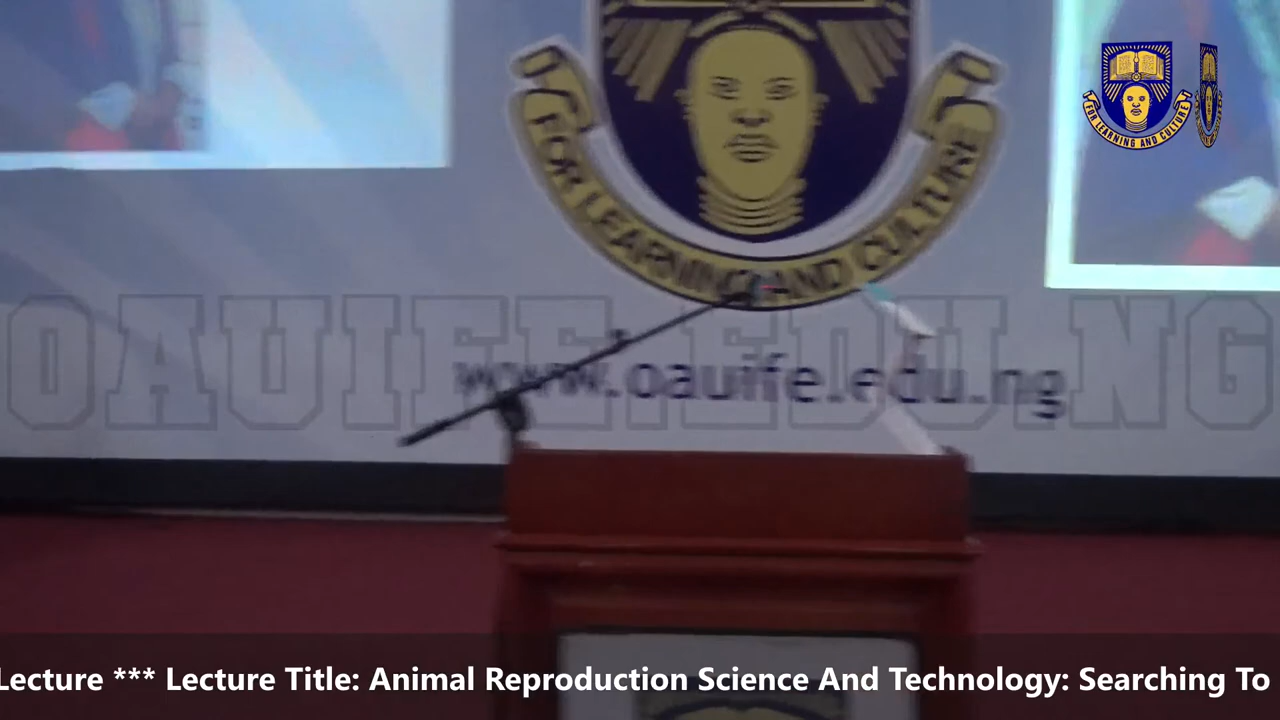 FOR LEARNING AND CULTURE
FOR LEARNING AND CULTURE
OAUIFE.EDU.NG
www.oauife.edu.ng
Lecture *** Lecture Title: Animal Reproduction Science And Technology: Searching To